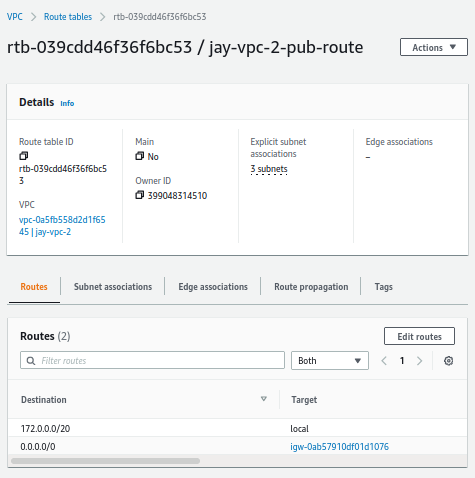 VPC > Route tables > rtb-039cdd46f36f6bc53
rtb-039cdd46f36f6bc53 / jay-vpc-2-pub-route
Actions
Details Info
Route table ID
rtb-039cdd46f36f6bc5
3
VPC
vpc-0a5fb558d2d1f65
45 | jay-vpc-2
Main
No
Owner ID
399048314510
Explicit subnet
associations
3 subnets
Edge associations
–
Routes Subnet associations Edge associations Route propagation Tags
Routes (2)
Edit routes
Filter routes Both 1
Destination Target
172.0.0.0/20 local
0.0.0.0/0 igw-0ab57910df01d1076